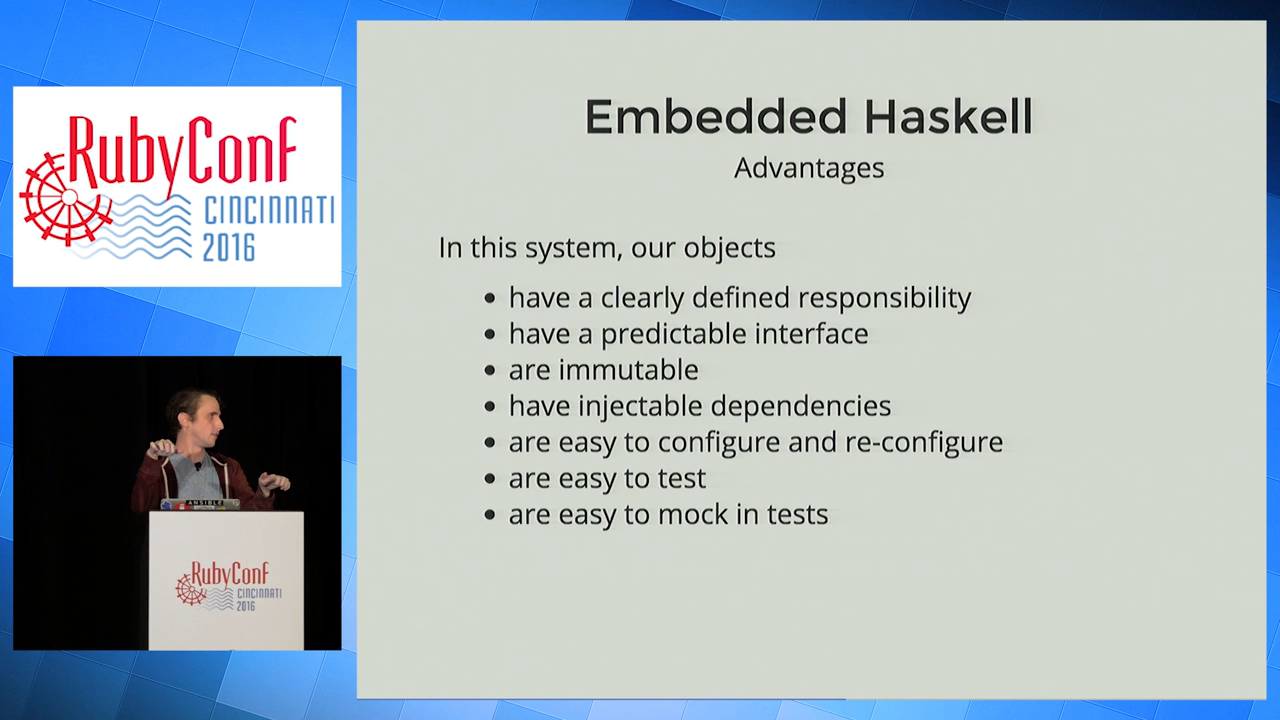 RubyConf
CINCINNATI
2016
Embedded Haskell
Advantages
In this system, our objects
• have a clearly defined responsibility
• have a predictable interface
• are immutable
• have injectable dependencies
• are easy to configure and re-configure
• are easy to test
• are easy to mock in tests
ANSIBLE
RubyConf
CINCINNATI
2016